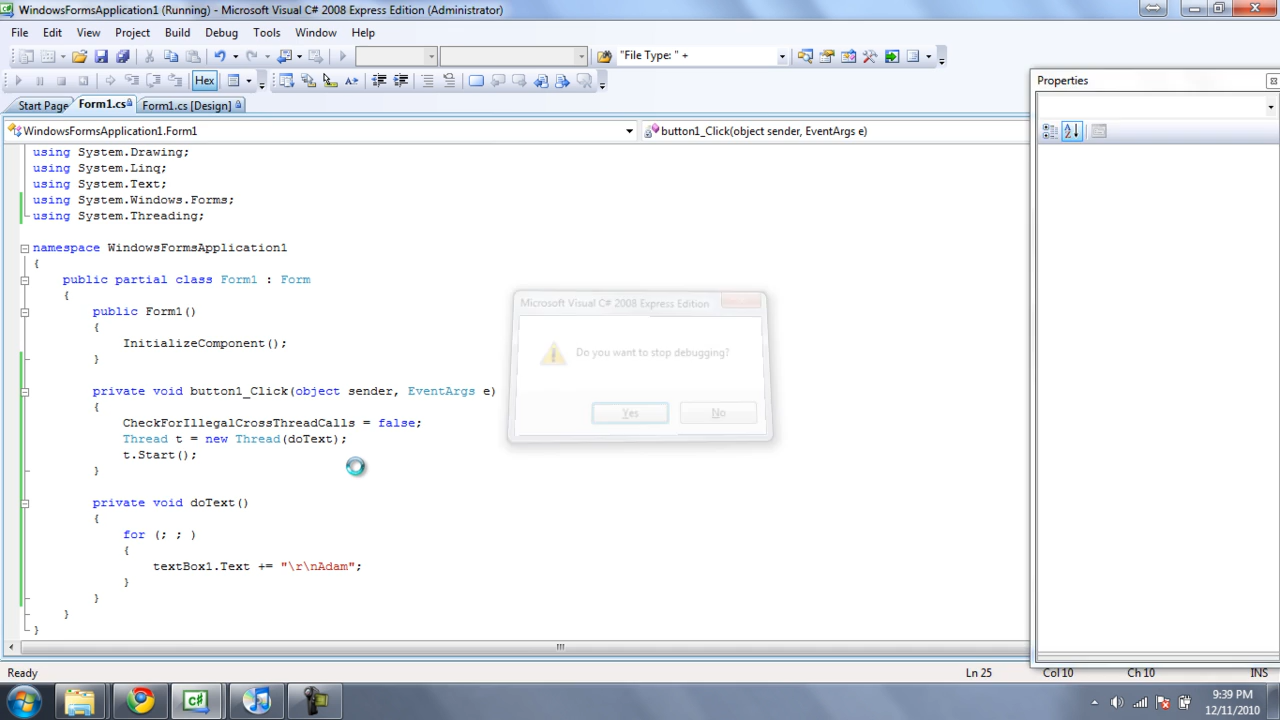 WindowsFormsApplication1 (Running) - Microsoft Visual C# 2008 Express Edition (Administrator)
File Edit View Project Build Debug Tools Window Help
"File Type: " +
Hex
Start Page Form1.cs Form1.cs [Design]
Properties
WindowsFormsApplication1.Form1 button1_Click(object sender, EventArgs e)
using System.Drawing;
using System.Linq;
using System.Text;
using System.Windows.Forms;
using System.Threading;
namespace WindowsFormsApplication1
{
public partial class Form1 : Form
{
public Form1()
{
InitializeComponent();
}
private void button1_Click(object sender, EventArgs e)
{
CheckForIllegalCrossThreadCalls = false;
Thread t = new Thread(doText);
t.Start();
}
private void doText()
{
for (; ; )
{
textBox1.Text += "\r\nAdam";
}
}
}
}
Microsoft Visual C# 2008 Express Edition
Do you want to stop debugging?
Yes No
Ready Ln 25 Col 10 Ch 10 INS
C#
9:39 PM
12/11/2010